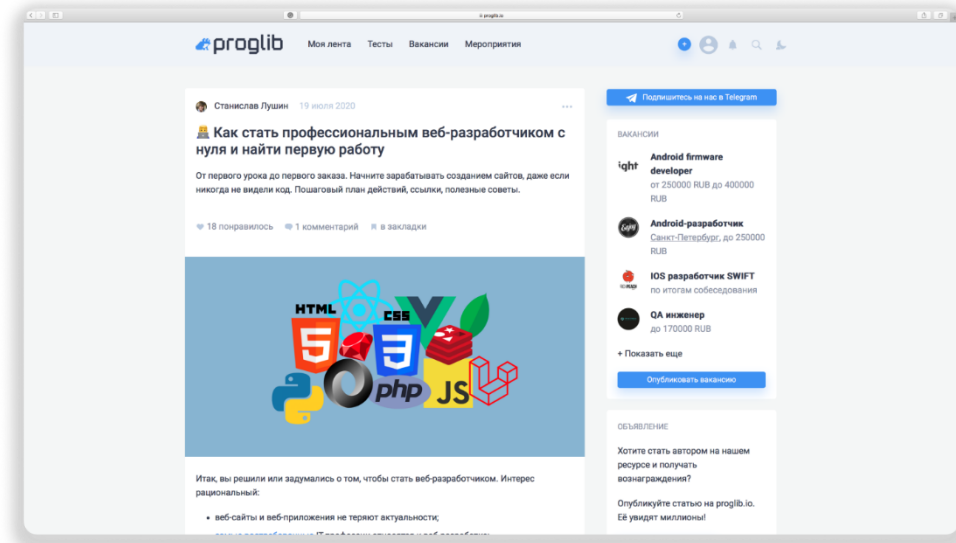 proglib.io
proglib
Моя лента
Тесты
Вакансии
Мероприятия
Станислав Лушин
19 июля 2020
Как стать профессиональным веб-разработчиком с
нуля и найти первую работу
От первого урока до первого заказа. Начните зарабатывать созданием сайтов, даже если
никогда не видели код. Пошаговый план действий, ссылки, полезные советы.
18 понравилось
1 комментарий
в закладки
HTML
CSS
5
3
php
JS
Итак, вы решили или задумались о том, чтобы стать веб-разработчиком. Интерес
рациональный:
• веб-сайты и веб-приложения не теряют актуальности;
Подпишитесь на нас в Telegram
ВАКАНСИИ
ight
Android firmware
developer
от 250000 RUB до 400000
RUB
Android-разработчик
Санкт-Петербург, до 250000
RUB
IOS разработчик SWIFT
по итогам собеседования
QA инженер
до 170000 RUB
+ Показать еще
Опубликовать вакансию
ОБЪЯВЛЕНИЕ
Хотите стать автором на нашем
ресурсе и получать
вознаграждения?
Опубликуйте статью на proglib.io.
Её увидят миллионы!